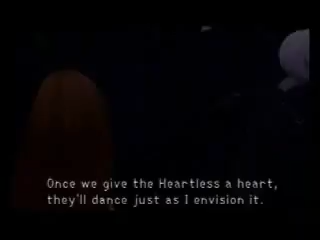 Once we give the Heartless a heart,
they'll dance just as I envision it.